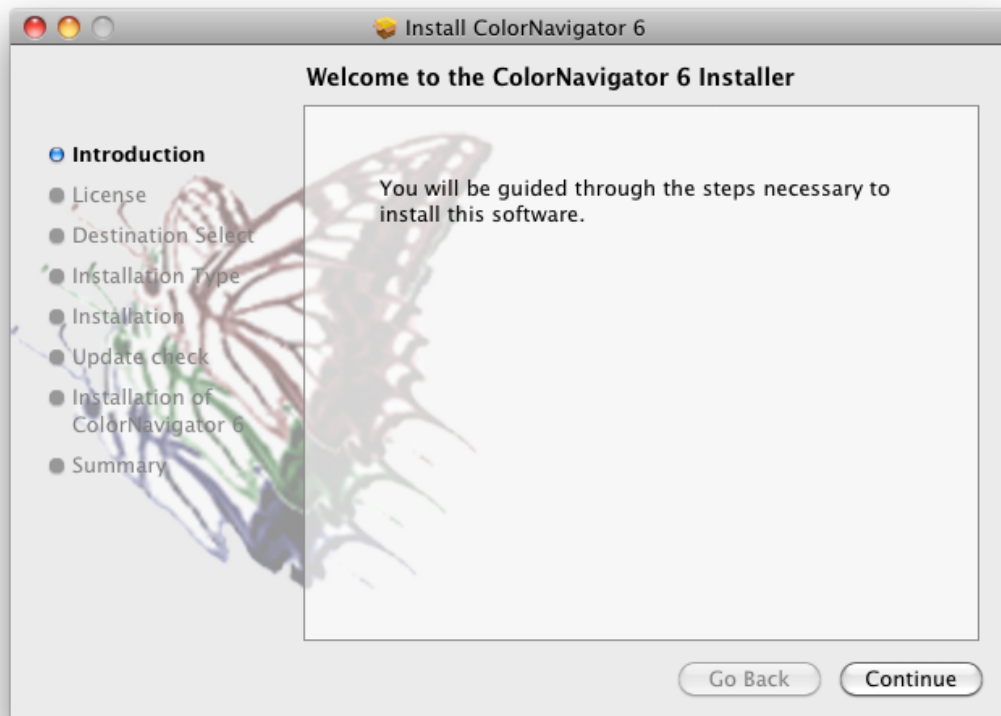 Install ColorNavigator 6
Welcome to the ColorNavigator 6 Installer
Introduction
License
Destination Select
Installation Type
Installation
Update check
Installation of
ColorNavigator 6
Summary
You will be guided through the steps necessary to
install this software.
Go Back
Continue